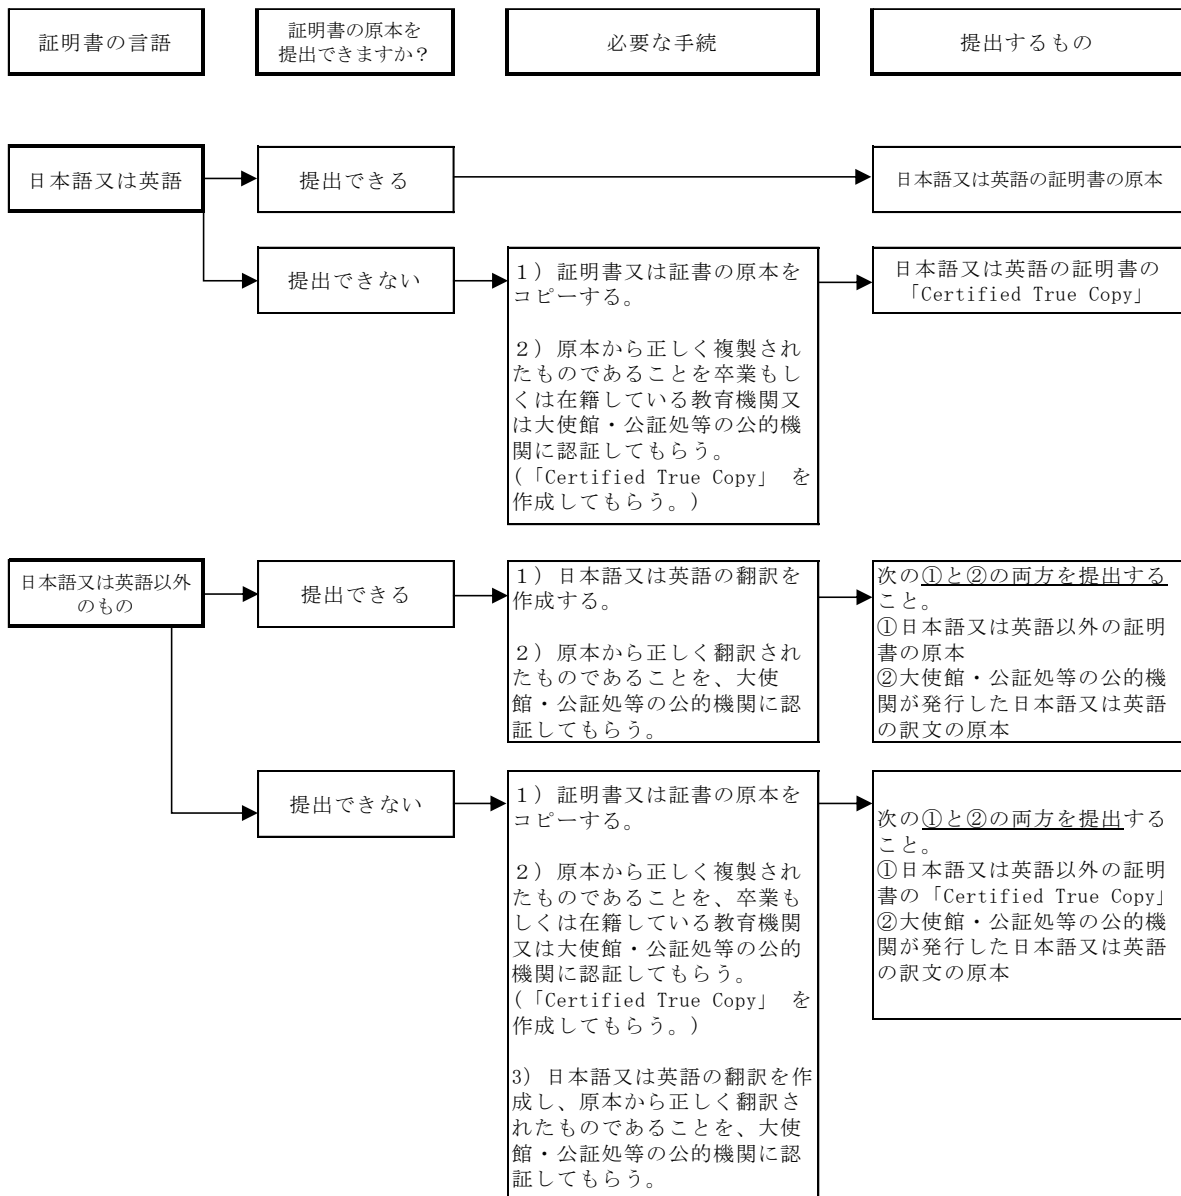 証明書の言語
証明書の原本を
提出できますか？
必要な手続
提出するもの
日本語又は英語
提出できる
日本語又は英語の証明書の原本
提出できない
１）証明書又は証書の原本を
コピーする。
２）原本から正しく複製され
たものであることを卒業もし
くは在籍している教育機関又
は大使館・公証処等の公的機
関に認証してもらう。
(「Certified True Copy」 を
作成してもらう。)
日本語又は英語の証明書の
「Certified True Copy」
日本語又は英語以外
のもの
提出できる
１）日本語又は英語の翻訳を
作成する。
２）原本から正しく翻訳され
たものであることを、大使
館・公証処等の公的機関に認
証してもらう。
次の①と②の両方を提出する
こと。
①日本語又は英語以外の証明
書の原本
②大使館・公証処等の公的機
関が発行した日本語又は英語
の訳文の原本
提出できない
１）証明書又は証書の原本を
コピーする。
２）原本から正しく複製され
たものであることを、卒業も
しくは在籍している教育機関
又は大使館・公証処等の公的
機関に認証してもらう。
(「Certified True Copy」 を
作成してもらう。)
3) 日本語又は英語の翻訳を作
成し、原本から正しく翻訳さ
れたものであることを、大使
館・公証処等の公的機関に認
証してもらう。
次の①と②の両方を提出する
こと。
①日本語又は英語以外の証明
書の「Certified True Copy」
②大使館・公証処等の公的機
関が発行した日本語又は英語
の訳文の原本